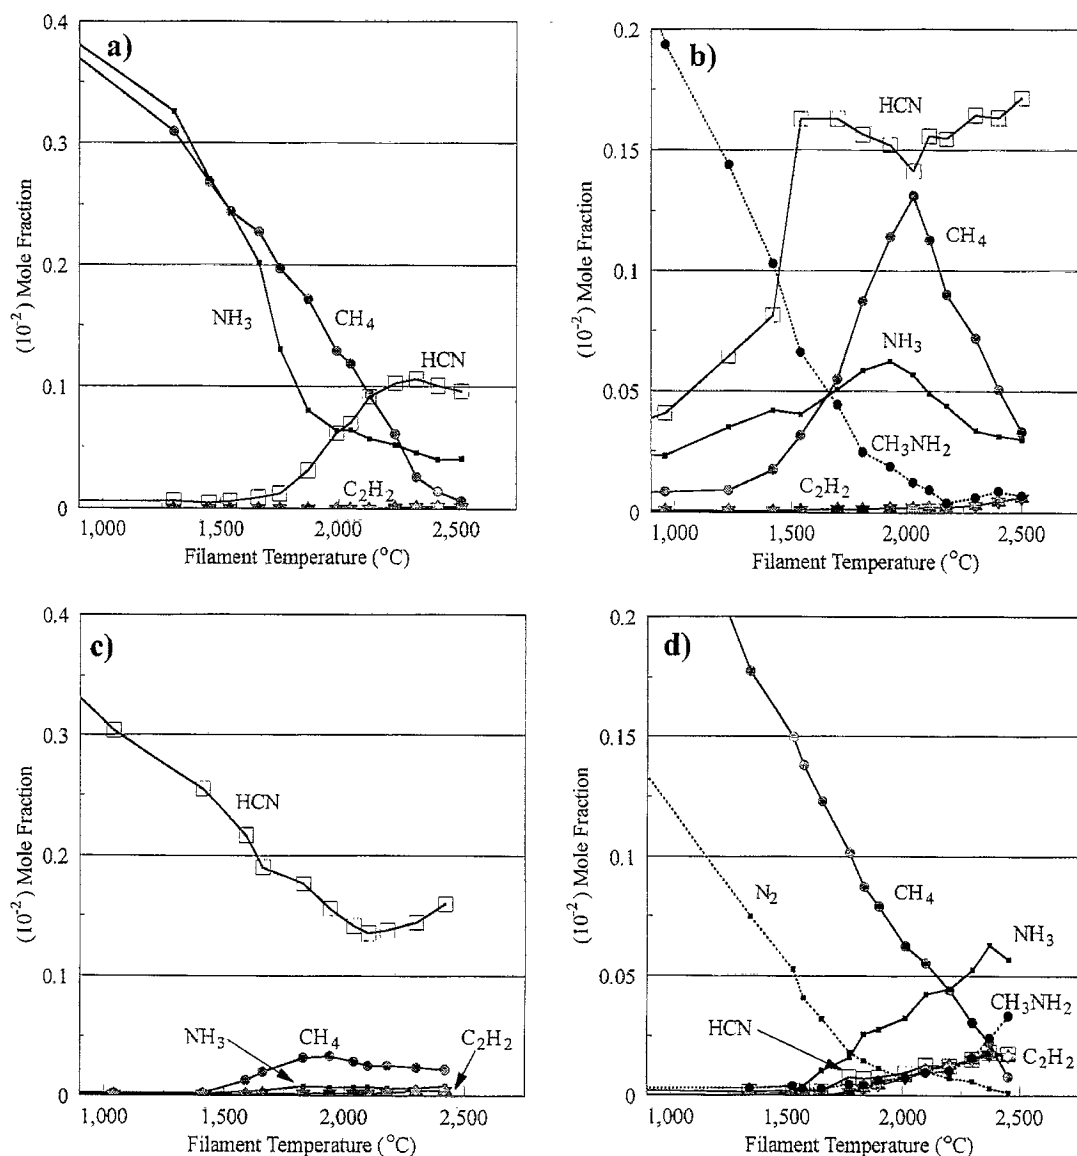 a)
(10⁻²) Mole Fraction
0.4
0.3
0.2
0.1
0
NH₃
CH₄
HCN
C₂H₂
1,000 1,500 2,000 2,500
Filament Temperature (°C)
b)
(10⁻²) Mole Fraction
0.2
0.15
0.1
0.05
0
HCN
CH₄
NH₃
CH₃NH₂
C₂H₂
1,000 1,500 2,000 2,500
Filament Temperature (°C)
c)
(10⁻²) Mole Fraction
0.4
0.3
0.2
0.1
0
HCN
NH₃
CH₄
C₂H₂
1,000 1,500 2,000 2,500
Filament Temperature (°C)
d)
(10⁻²) Mole Fraction
0.2
0.15
0.1
0.05
0
N₂
CH₄
NH₃
CH₃NH₂
HCN
C₂H₂
1,000 1,500 2,000 2,500
Filament Temperature (°C)